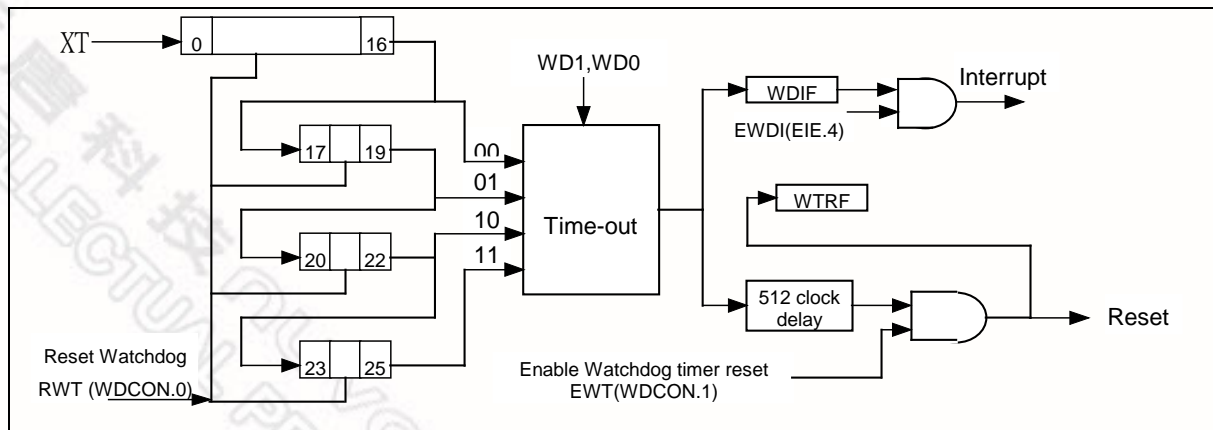 XT
0
16
WD1,WD0
WDIF
Interrupt
EWDI(EIE.4)
17
19
00
01
WTRF
Time-out
10
20
22
11
512 clock
delay
Reset
Reset Watchdog
23
25
Enable Watchdog timer reset
RWT (WDCON.0)
EWT(WDCON.1)
科技